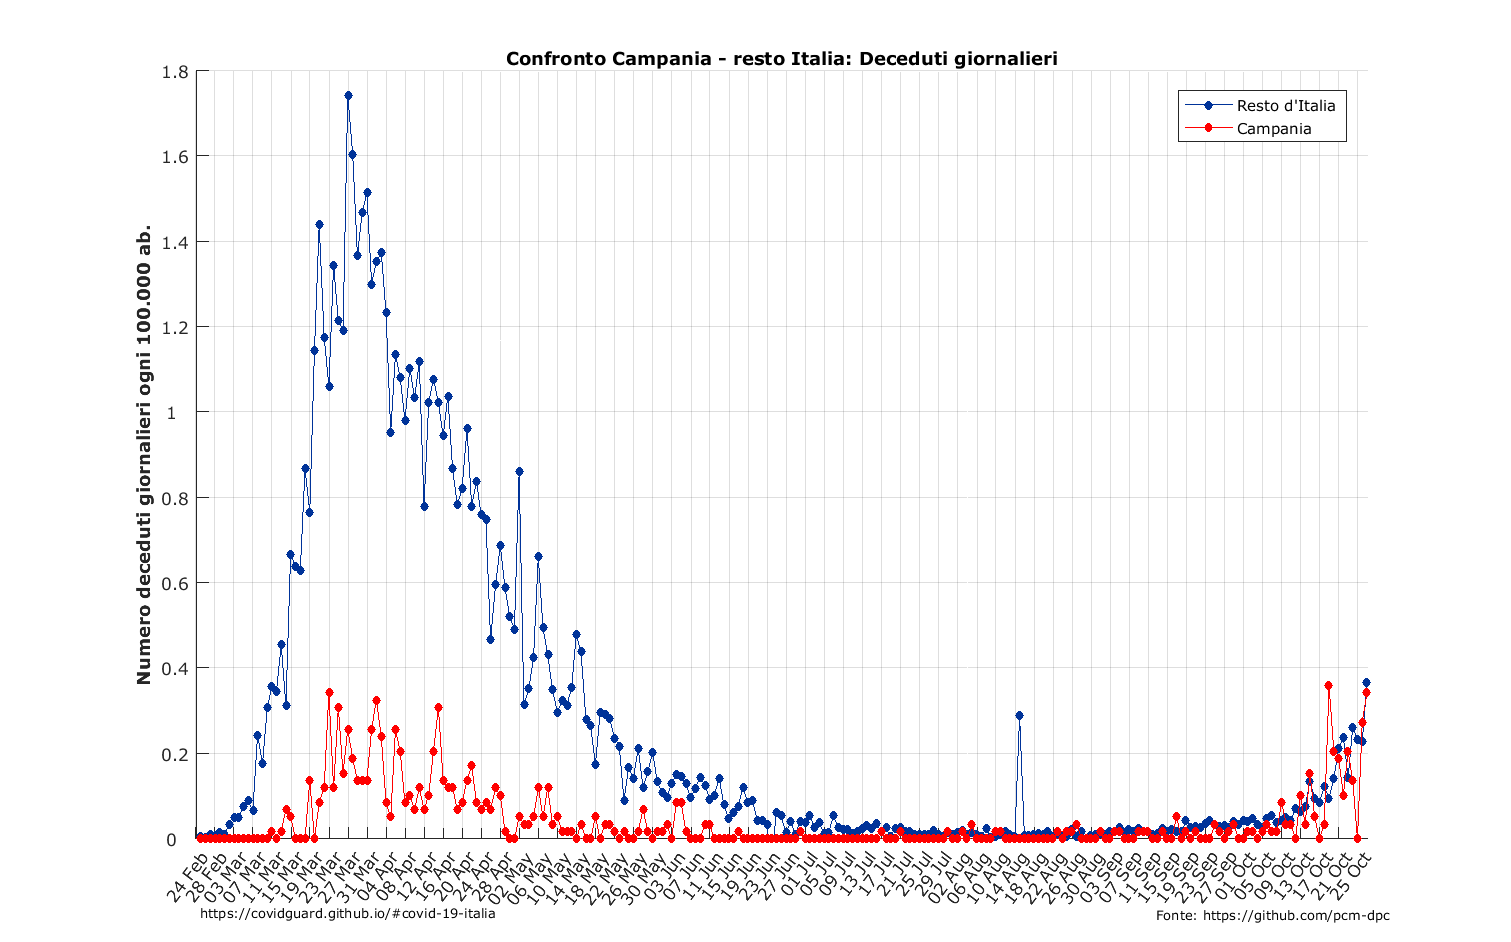 Confronto Campania - resto Italia: Deceduti giornalieri
Numero deceduti giornalieri ogni 100.000 ab.
1.8
1.6
1.4
1.2
1
0.8
0.6
0.4
0.2
0
Resto d'Italia
Campania
24 Feb
28 Feb
03 Mar
07 Mar
11 Mar
15 Mar
19 Mar
23 Mar
27 Mar
31 Mar
04 Apr
08 Apr
12 Apr
16 Apr
20 Apr
24 Apr
28 Apr
02 May
06 May
10 May
14 May
18 May
22 May
26 May
30 May
03 Jun
07 Jun
11 Jun
15 Jun
19 Jun
23 Jun
27 Jun
01 Jul
05 Jul
09 Jul
13 Jul
17 Jul
21 Jul
25 Jul
29 Jul
02 Aug
06 Aug
10 Aug
14 Aug
18 Aug
22 Aug
26 Aug
30 Aug
03 Sep
07 Sep
11 Sep
15 Sep
19 Sep
23 Sep
27 Sep
01 Oct
05 Oct
09 Oct
13 Oct
17 Oct
21 Oct
25 Oct
https://covidguard.github.io/#covid-19-italia
Fonte: https://github.com/pcm-dpc